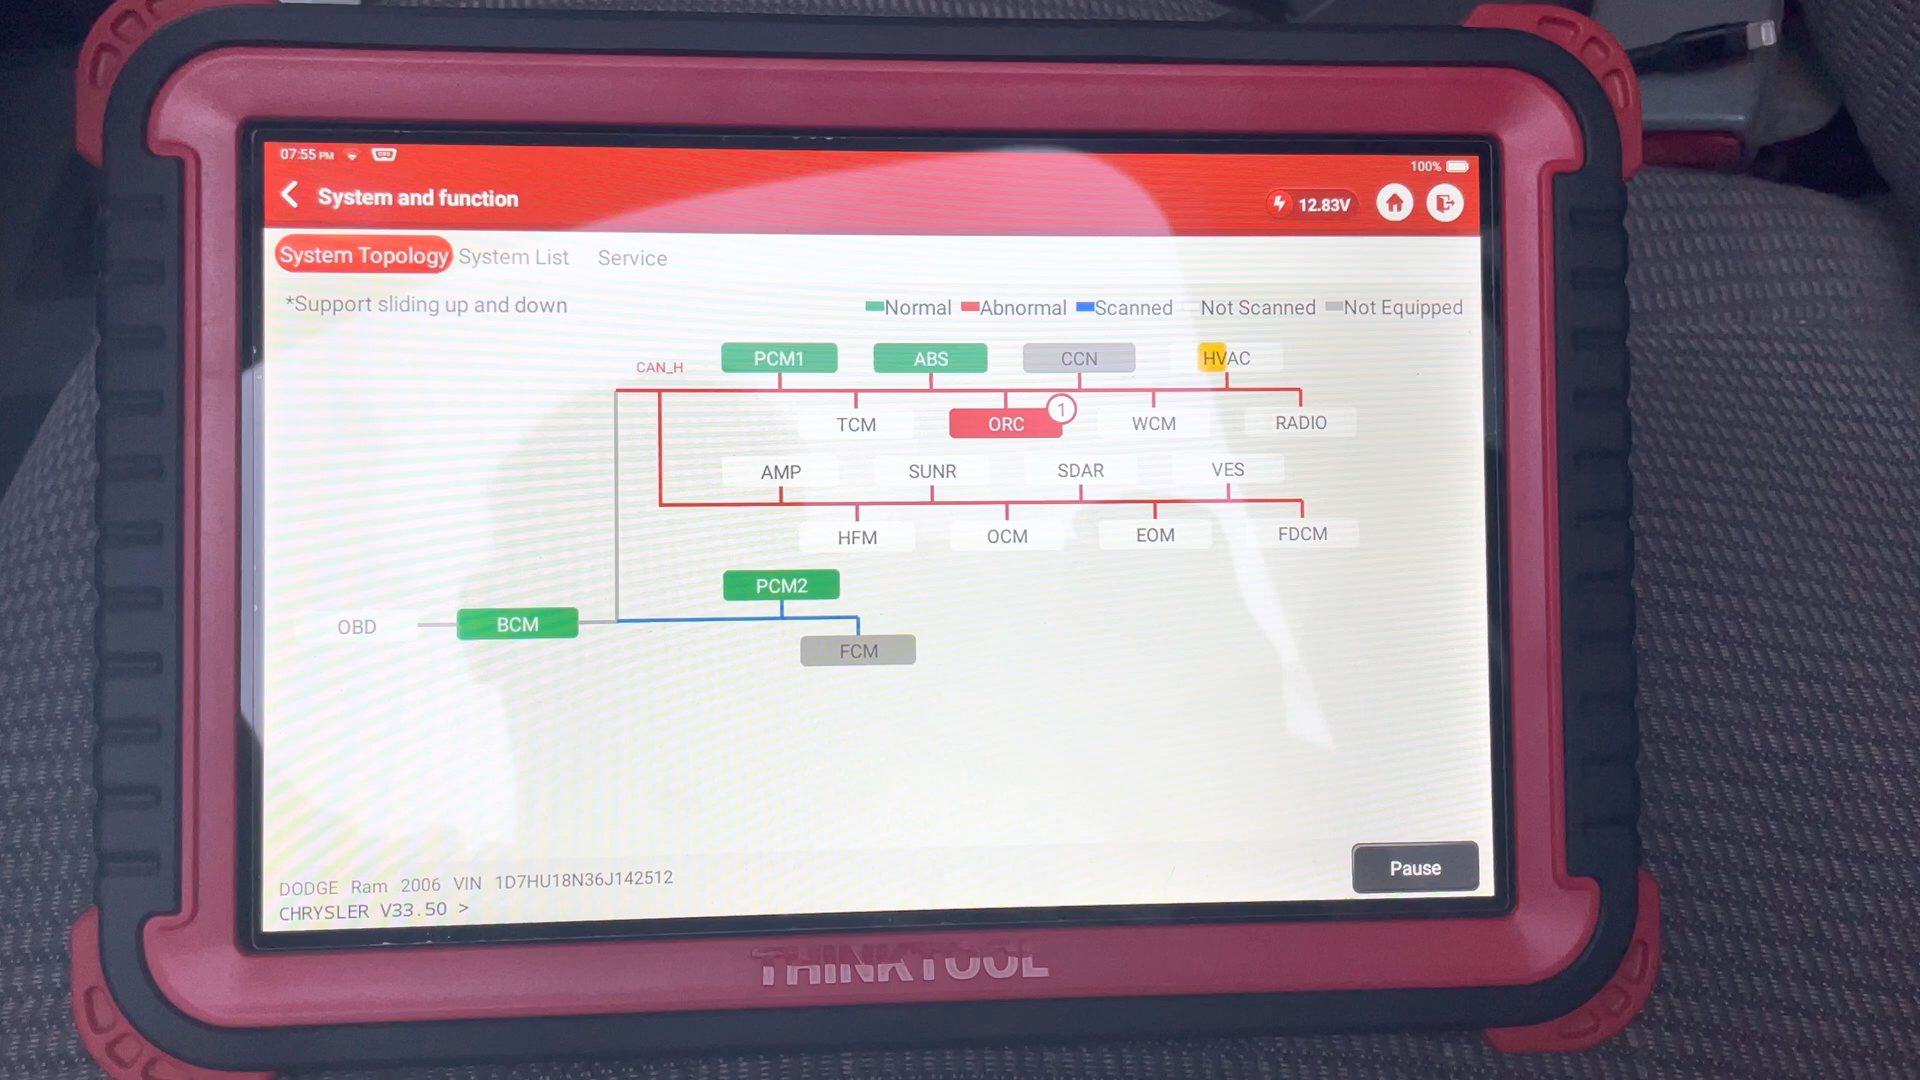 07:55 PM
100%
System and function
12.83V
System Topology System List Service
*Support sliding up and down
Normal Abnormal Scanned Not Scanned Not Equipped
CAN_H
PCM1 ABS CCN HVAC
1
TCM ORC WCM RADIO
AMP SUNR SDAR VES
HFM OCM EOM FDCM
PCM2
OBD BCM
FCM
Pause
DODGE Ram 2006 VIN 1D7HU18N36J142512
CHRYSLER V33.50 >
THINKTOOL